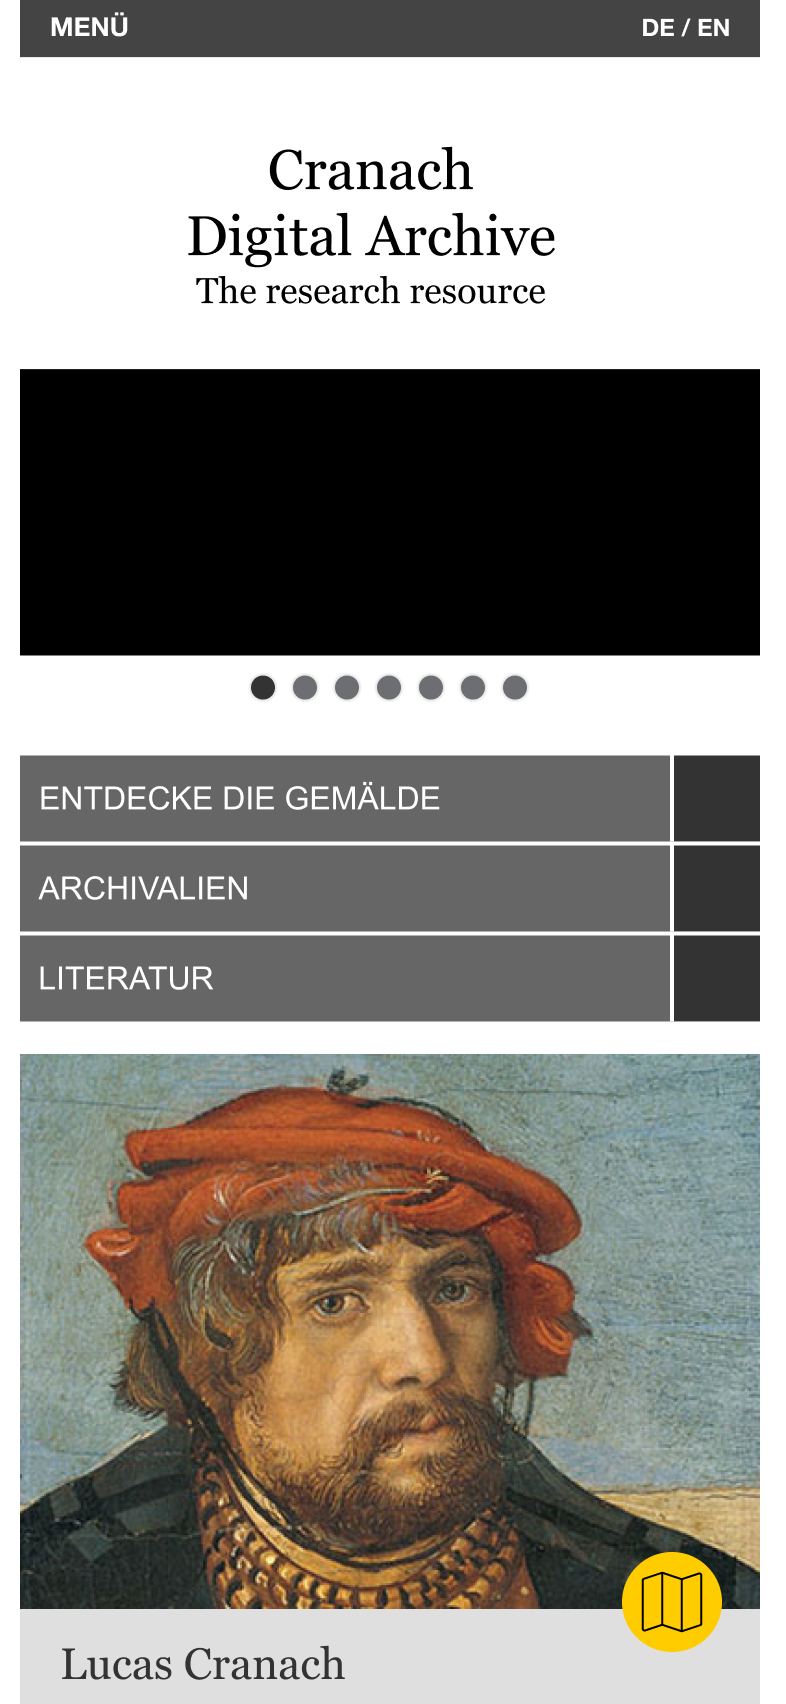 MENÜ
DE / EN
Cranach
Digital Archive
The research resource
ENTDECKE DIE GEMÄLDE
ARCHIVALIEN
LITERATUR
Lucas Cranach